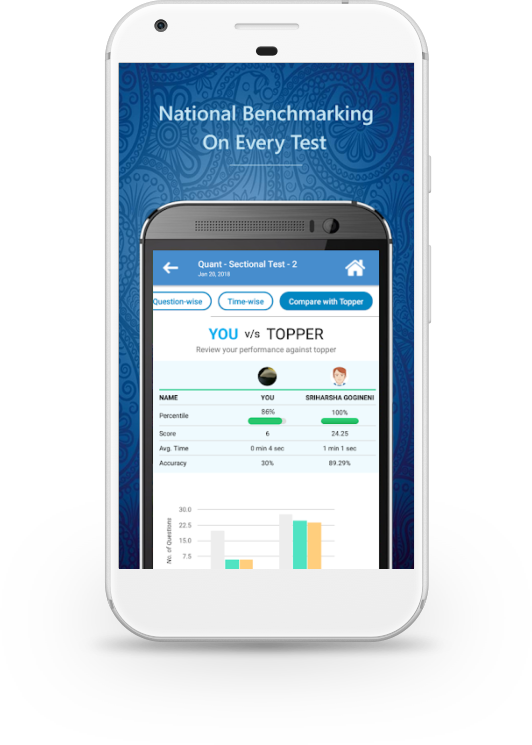 National Benchmarking
On Every Test
Quant - Sectional Test - 2
Jan 20, 2018
Question-wise Time-wise Compare with Topper
YOU v/s TOPPER
Review your performance against topper
NAME YOU SRIHARSHA GOGINENI
Percentile 86% 100%
Score 6 24.25
Avg. Time 0 min 4 sec 1 min 1 sec
Accuracy 30% 89.29%
30.0
22.5
15.0
7.5
No. of Questions